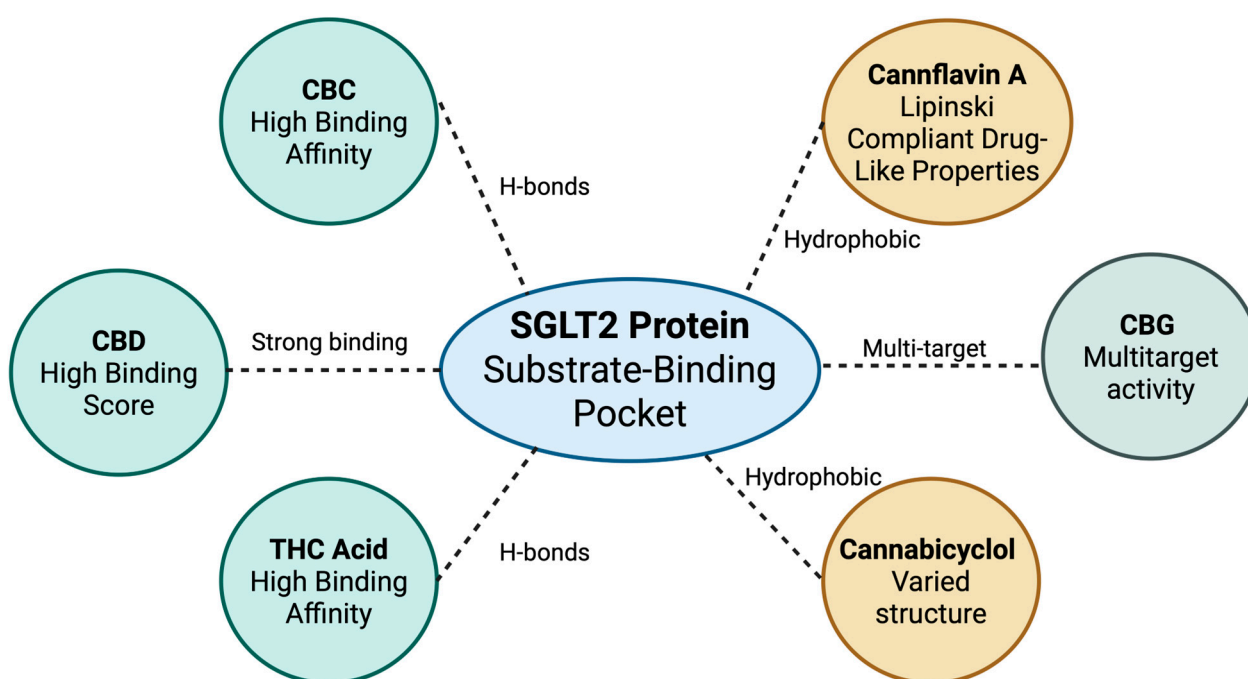 CBC
High Binding
Affinity
H-bonds
Cannflavin A
Lipinski
Compliant Drug-
Like Properties
Hydrophobic
CBD
High Binding
Score
Strong binding
SGLT2 Protein
Substrate-Binding
Pocket
Multi-target
CBG
Multitarget
activity
THC Acid
High Binding
Affinity
H-bonds
Hydrophobic
Cannabicyclol
Varied
structure